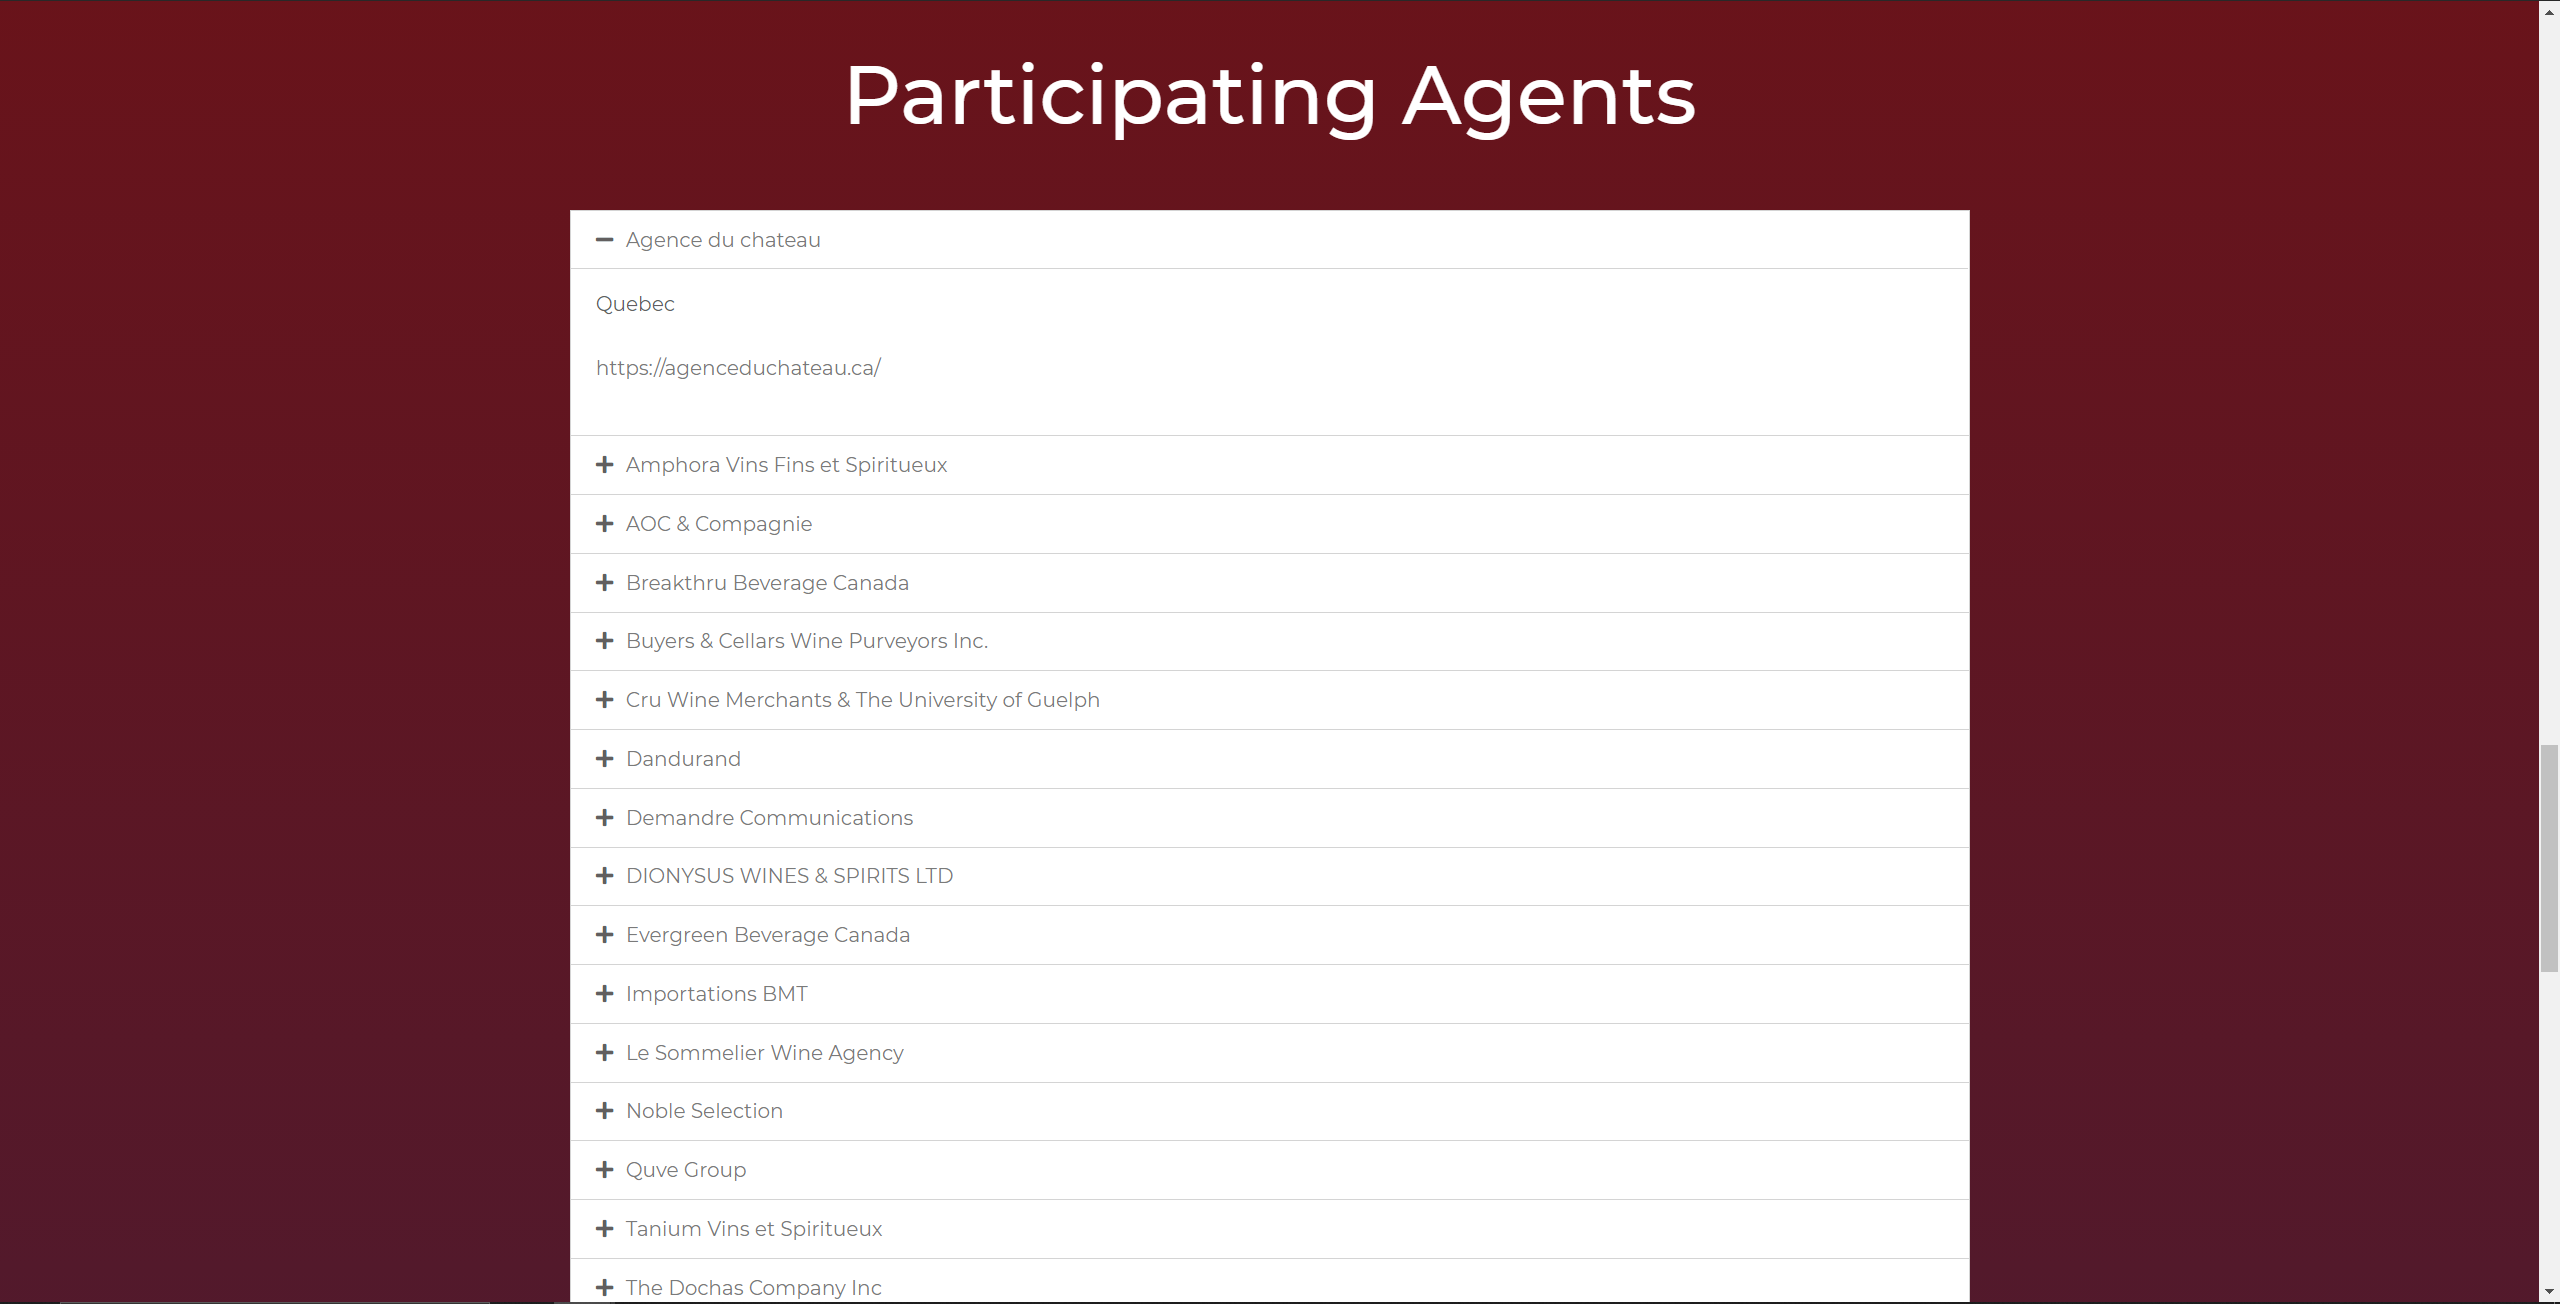 Participating Agents
Agence du chateau
Quebec
https://agenceduchateau.ca/
Amphora Vins Fins et Spiritueux
AOC & Compagnie
Breakthru Beverage Canada
Buyers & Cellars Wine Purveyors Inc.
Cru Wine Merchants & The University of Guelph
Dandurand
Demandre Communications
DIONYSUS WINES & SPIRITS LTD
Evergreen Beverage Canada
Importations BMT
Le Sommelier Wine Agency
Noble Selection
Quve Group
Tanium Vins et Spiritueux
The Dochas Company Inc